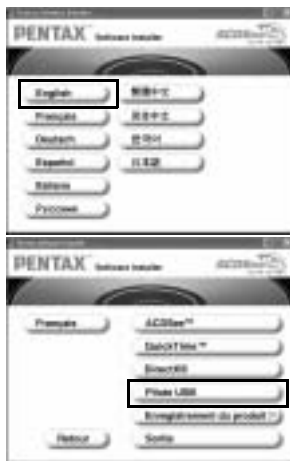 PENTAX Software Installer
English
繁體中文
Français
简体中文
Deutsch
한국어
Español
日本語
Italiano
Русский
PENTAX Software Installer
Français
ACDSee™
QuickTime™
DirectX®
Pilote USB
Enregistrement du produit
Retour
Sortie